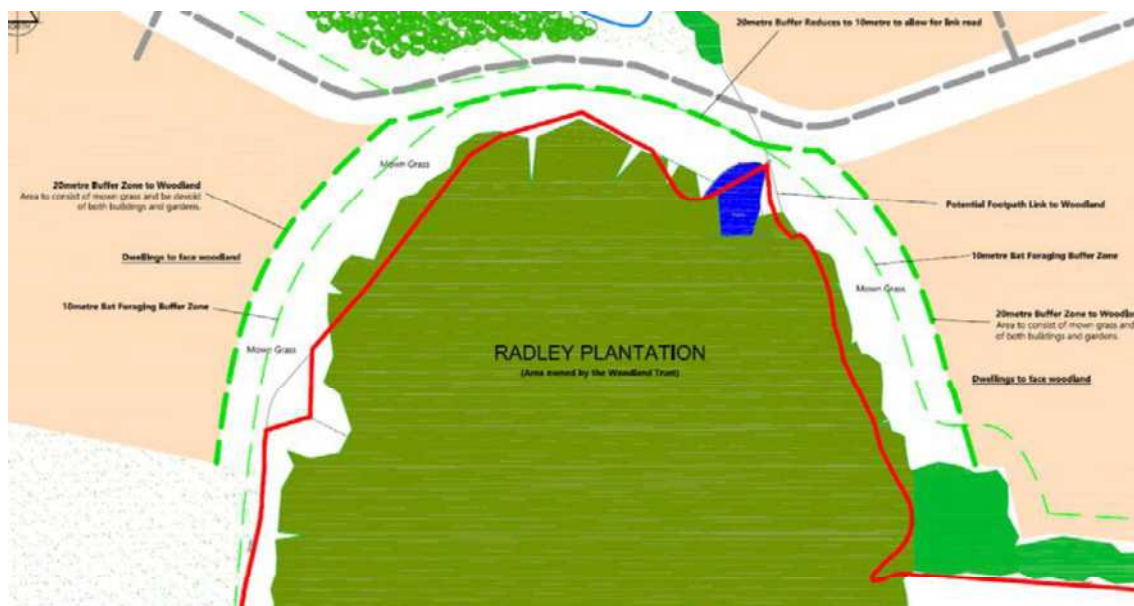 20metre Buffer Reduces to 10metre to allow for link road
Mown Grass
20metre Buffer Zone to Woodland
Area to consist of mown grass and be devoid
of both buildings and gardens.
Potential Footpath Link to Woodland
Dwellings to face woodland
10metre Bat Foraging Buffer Zone
Mown Grass
10metre Bat Foraging Buffer Zone
20metre Buffer Zone to Woodlan
Area to consist of mown grass and
of both buildings and gardens.
Mown Grass
RADLEY PLANTATION
(Area owned by the Woodland Trust)
Dwellings to face woodland